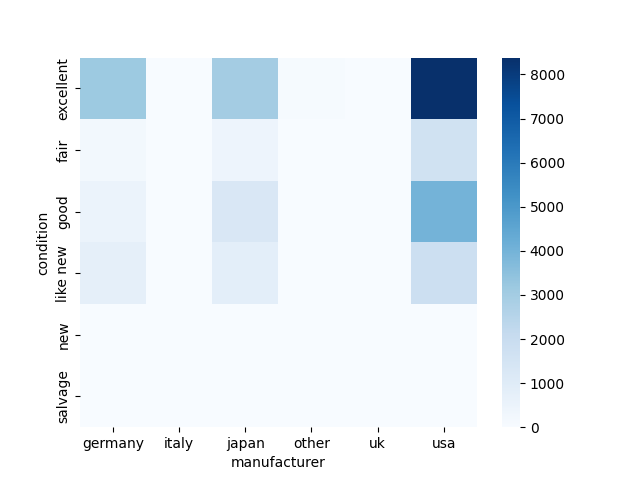 condition
excellent
fair
good
like new
new
salvage
germany italy japan other uk usa
manufacturer
8000
7000
6000
5000
4000
3000
2000
1000
0